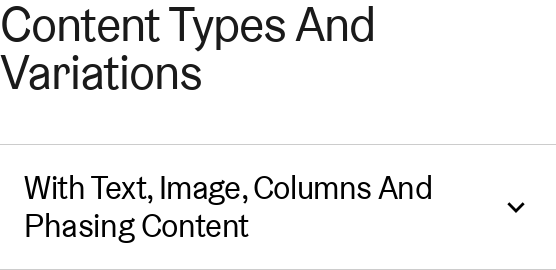 Content Types And
Variations
With Text, Image, Columns And
Phasing Content